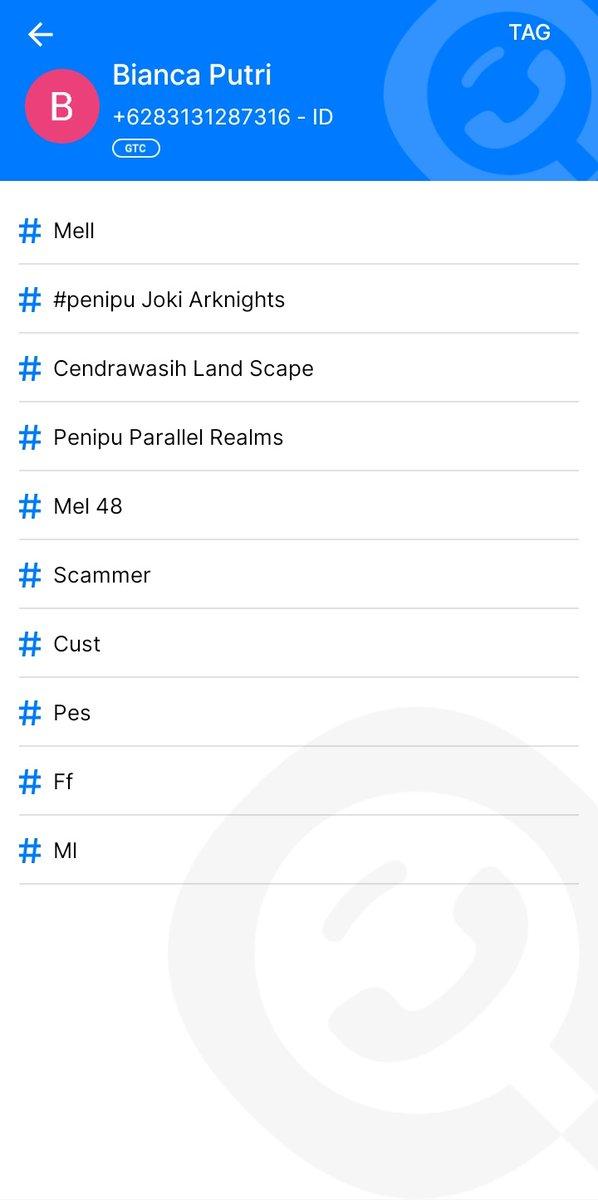 TAG
Bianca Putri
B
+6283131287316 - ID
GTC
# Mell
# #penipu Joki Arknights
# Cendrawasih Land Scape
# Penipu Parallel Realms
# Mel 48
# Scammer
# Cust
# Pes
# Ff
# Ml